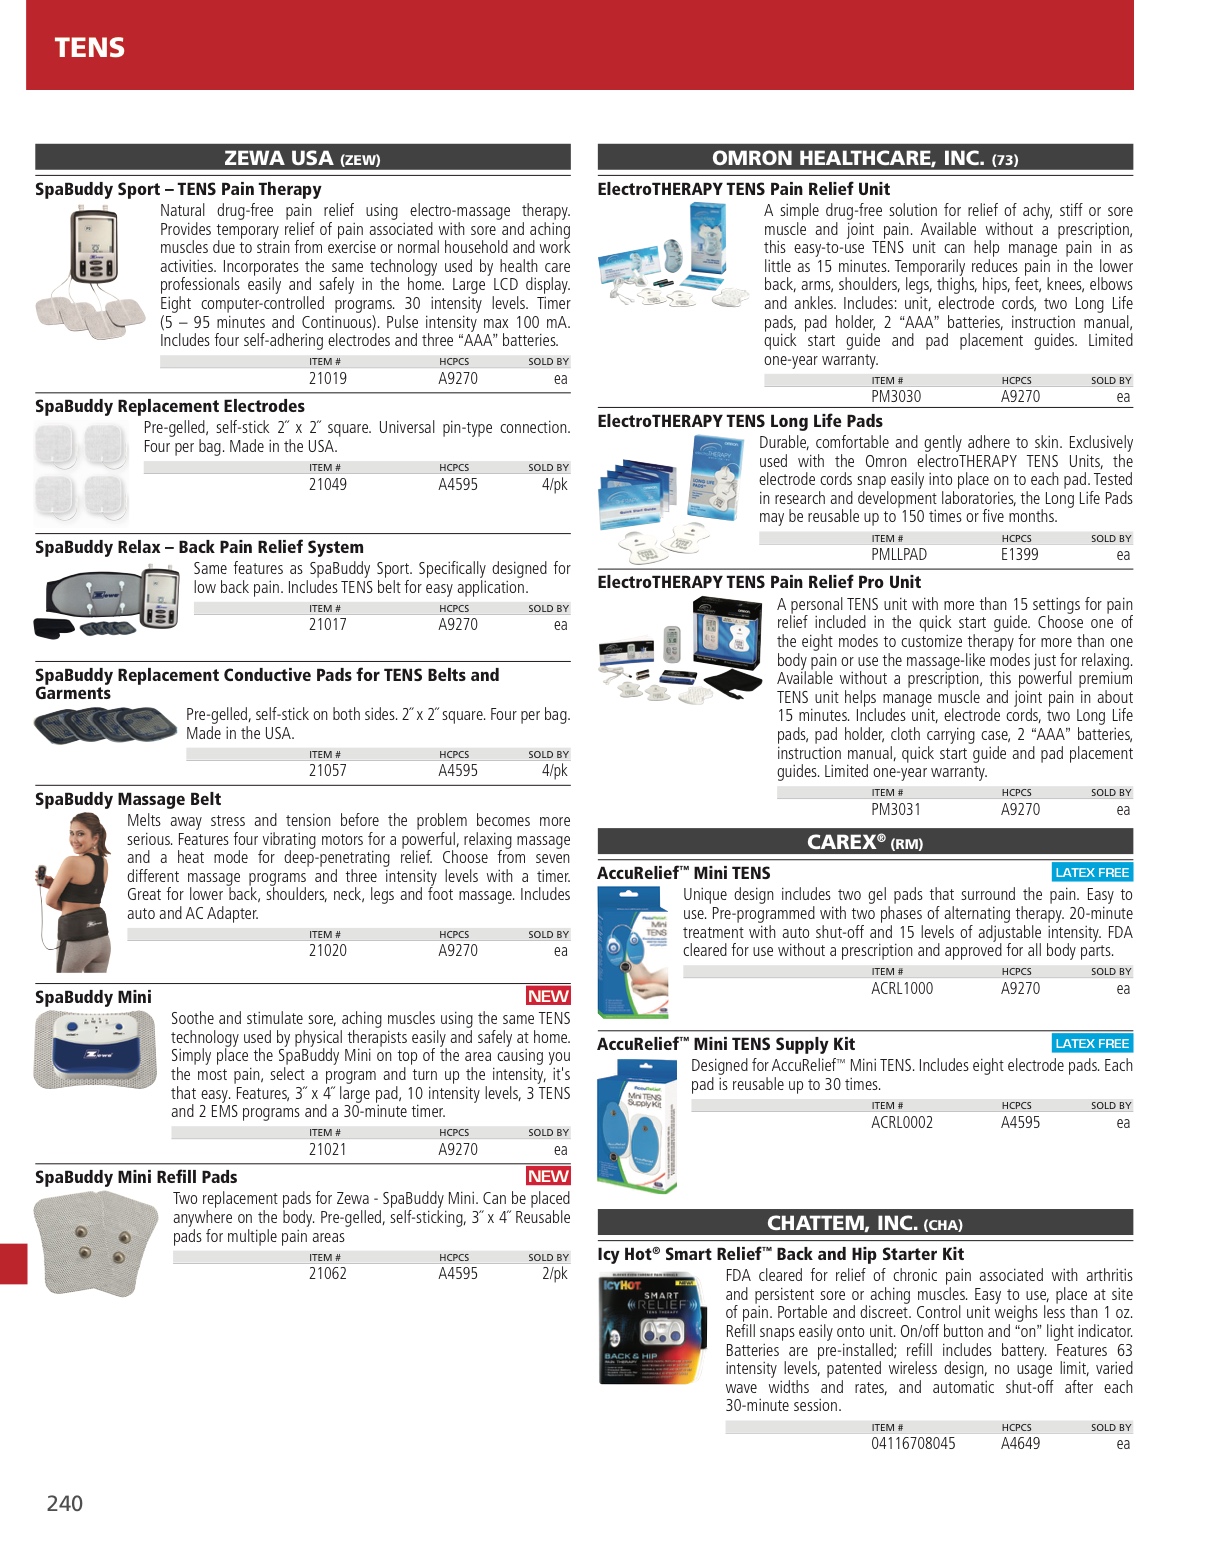 TENS
ZEWA USA (ZEW)
SpaBuddy Sport – TENS Pain Therapy
Natural drug-free pain relief using electro-massage therapy.
Provides temporary relief of pain associated with sore and aching
muscles due to strain from exercise or normal household and work
activities. Incorporates the same technology used by health care
professionals easily and safely in the home. Large LCD display.
Eight computer-controlled programs. 30 intensity levels. Timer
(5 – 95 minutes and Continuous). Pulse intensity max 100 mA.
Includes four self-adhering electrodes and three “AAA” batteries.
ITEM # HCPCS SOLD BY
21019 A9270 ea
SpaBuddy Replacement Electrodes
Pre-gelled, self-stick 2˝ x 2˝ square. Universal pin-type connection.
Four per bag. Made in the USA.
ITEM # HCPCS SOLD BY
21049 A4595 4/pk
SpaBuddy Relax – Back Pain Relief System
Same features as SpaBuddy Sport. Specifically designed for
low back pain. Includes TENS belt for easy application.
ITEM # HCPCS SOLD BY
21017 A9270 ea
SpaBuddy Replacement Conductive Pads for TENS Belts and
Garments
Pre-gelled, self-stick on both sides. 2˝ x 2˝ square. Four per bag.
Made in the USA.
ITEM # HCPCS SOLD BY
21057 A4595 4/pk
SpaBuddy Massage Belt
Melts away stress and tension before the problem becomes more
serious. Features four vibrating motors for a powerful, relaxing massage
and a heat mode for deep-penetrating relief. Choose from seven
different massage programs and three intensity levels with a timer.
Great for lower back, shoulders, neck, legs and foot massage. Includes
auto and AC Adapter.
ITEM # HCPCS SOLD BY
21020 A9270 ea
SpaBuddy Mini NEW
Zewa
Soothe and stimulate sore, aching muscles using the same TENS
technology used by physical therapists easily and safely at home.
Simply place the SpaBuddy Mini on top of the area causing you
the most pain, select a program and turn up the intensity, it's
that easy. Features, 3˝ x 4˝ large pad, 10 intensity levels, 3 TENS
and 2 EMS programs and a 30-minute timer.
ITEM # HCPCS SOLD BY
21021 A9270 ea
SpaBuddy Mini Refill Pads NEW
Two replacement pads for Zewa - SpaBuddy Mini. Can be placed
anywhere on the body. Pre-gelled, self-sticking, 3˝ x 4˝ Reusable
pads for multiple pain areas
ITEM # HCPCS SOLD BY
21062 A4595 2/pk
OMRON HEALTHCARE, INC. (73)
ElectroTHERAPY TENS Pain Relief Unit
A simple drug-free solution for relief of achy, stiff or sore
muscle and joint pain. Available without a prescription,
this easy-to-use TENS unit can help manage pain in as
little as 15 minutes. Temporarily reduces pain in the lower
back, arms, shoulders, legs, thighs, hips, feet, knees, elbows
and ankles. Includes: unit, electrode cords, two Long Life
pads, pad holder, 2 “AAA” batteries, instruction manual,
quick start guide and pad placement guides. Limited
one-year warranty.
ITEM # HCPCS SOLD BY
PM3030 A9270 ea
ElectroTHERAPY TENS Long Life Pads
Quick Start Guide
LONG LIFE
PADS
Durable, comfortable and gently adhere to skin. Exclusively
used with the Omron electroTHERAPY TENS Units, the
electrode cords snap easily into place on to each pad. Tested
in research and development laboratories, the Long Life Pads
may be reusable up to 150 times or five months.
ITEM # HCPCS SOLD BY
PMLLPAD E1399 ea
ElectroTHERAPY TENS Pain Relief Pro Unit
A personal TENS unit with more than 15 settings for pain
relief included in the quick start guide. Choose one of
the eight modes to customize therapy for more than one
body pain or use the massage-like modes just for relaxing.
Available without a prescription, this powerful premium
TENS unit helps manage muscle and joint pain in about
15 minutes. Includes unit, electrode cords, two Long Life
pads, pad holder, cloth carrying case, 2 “AAA” batteries,
instruction manual, quick start guide and pad placement
guides. Limited one-year warranty.
ITEM # HCPCS SOLD BY
PM3031 A9270 ea
CAREX® (RM)
AccuRelief™ Mini TENS LATEX FREE
AccuRelief
Mini
TENS
Unique design includes two gel pads that surround the pain. Easy to
use. Pre-programmed with two phases of alternating therapy. 20-minute
treatment with auto shut-off and 15 levels of adjustable intensity. FDA
cleared for use without a prescription and approved for all body parts.
ITEM # HCPCS SOLD BY
ACRL1000 A9270 ea
AccuRelief™ Mini TENS Supply Kit LATEX FREE
AccuRelief
Mini TENS
Supply Kit
Designed for AccuRelief™ Mini TENS. Includes eight electrode pads. Each
pad is reusable up to 30 times.
ITEM # HCPCS SOLD BY
ACRL0002 A4595 ea
CHATTEM, INC. (CHA)
Icy Hot® Smart Relief™ Back and Hip Starter Kit
ICY HOT NEW!
SMART
RELIEF
TENS THERAPY
BACK & HIP
PAIN THERAPY
FDA cleared for relief of chronic pain associated with arthritis
and persistent sore or aching muscles. Easy to use, place at site
of pain. Portable and discreet. Control unit weighs less than 1 oz.
Refill snaps easily onto unit. On/off button and “on” light indicator.
Batteries are pre-installed; refill includes battery. Features 63
intensity levels, patented wireless design, no usage limit, varied
wave widths and rates, and automatic shut-off after each
30-minute session.
ITEM # HCPCS SOLD BY
04116708045 A4649 ea
240